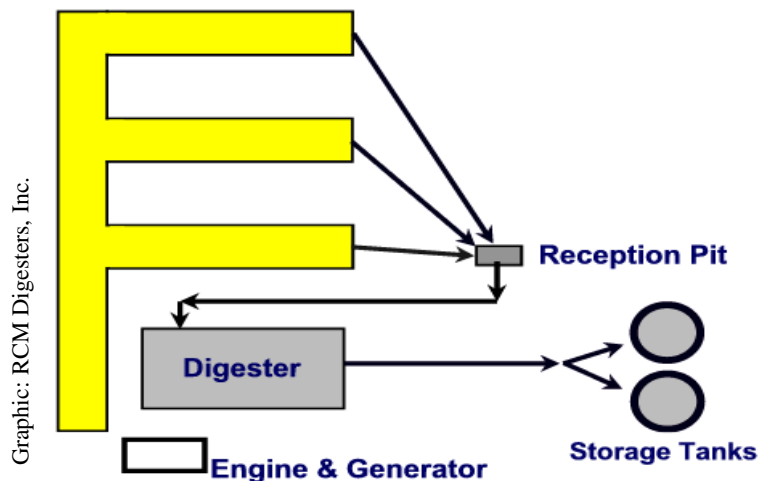 Graphic: RCM Digesters, Inc.
Reception Pit
Digester
Storage Tanks
Engine & Generator